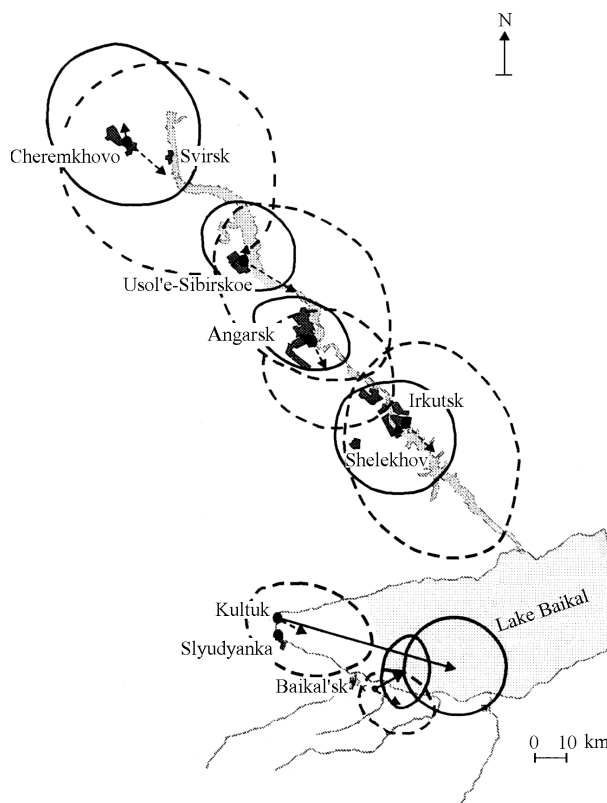 N
Cheremkhovo
Svirsk
Usol'e-Sibirskoe
Angarsk
Irkutsk
Shelekhov
Kultuk
Lake Baikal
Slyudyanka
Baikal'sk
0 10 km